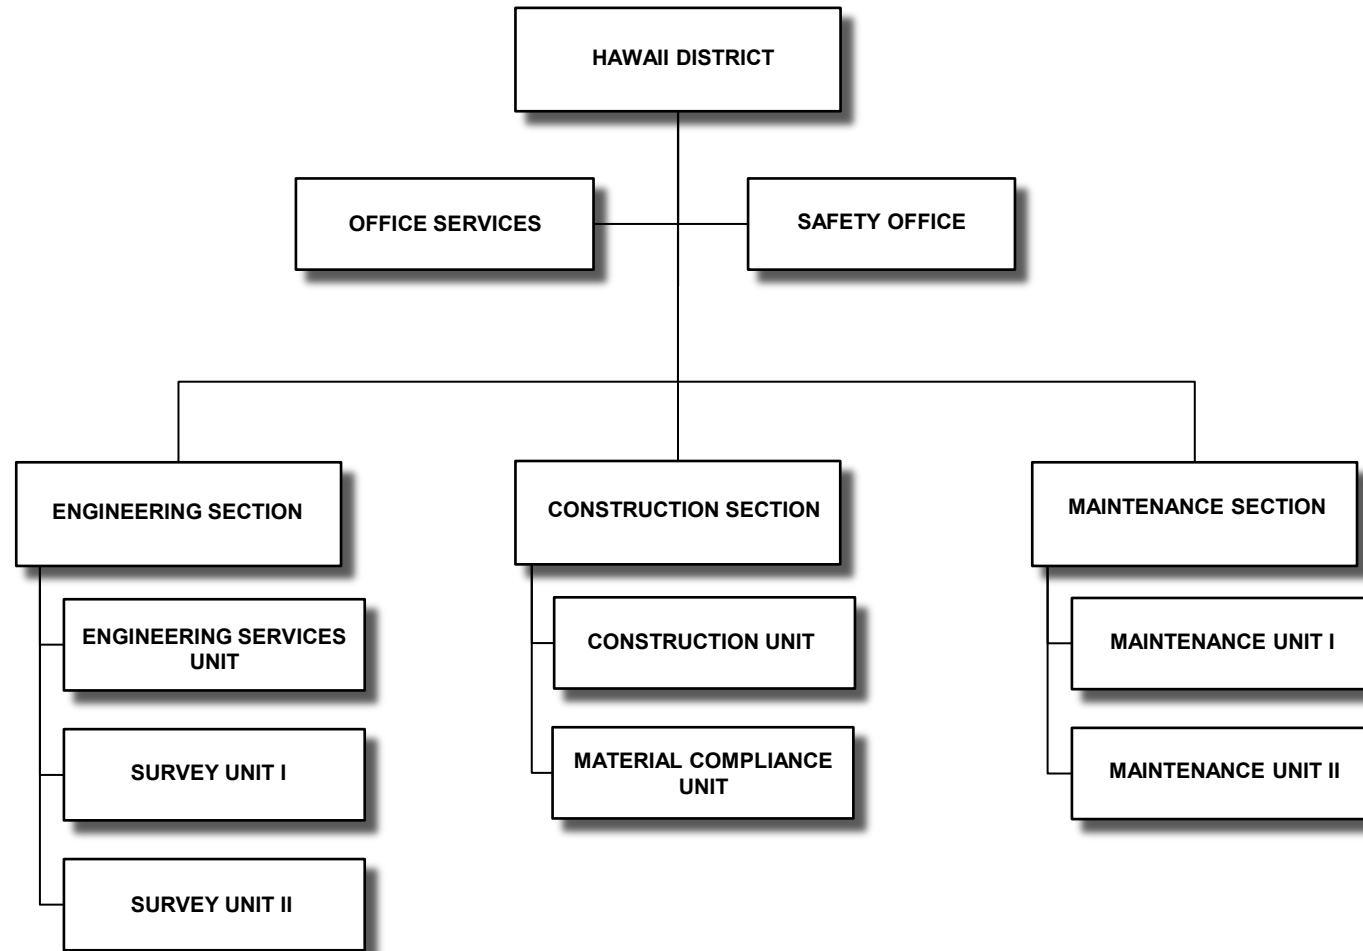 HAWAII DISTRICT
OFFICE SERVICES
SAFETY OFFICE
ENGINEERING SECTION
CONSTRUCTION SECTION
MAINTENANCE SECTION
ENGINEERING SERVICES
UNIT
CONSTRUCTION UNIT
MAINTENANCE UNIT I
SURVEY UNIT I
MATERIAL COMPLIANCE
UNIT
MAINTENANCE UNIT II
SURVEY UNIT II